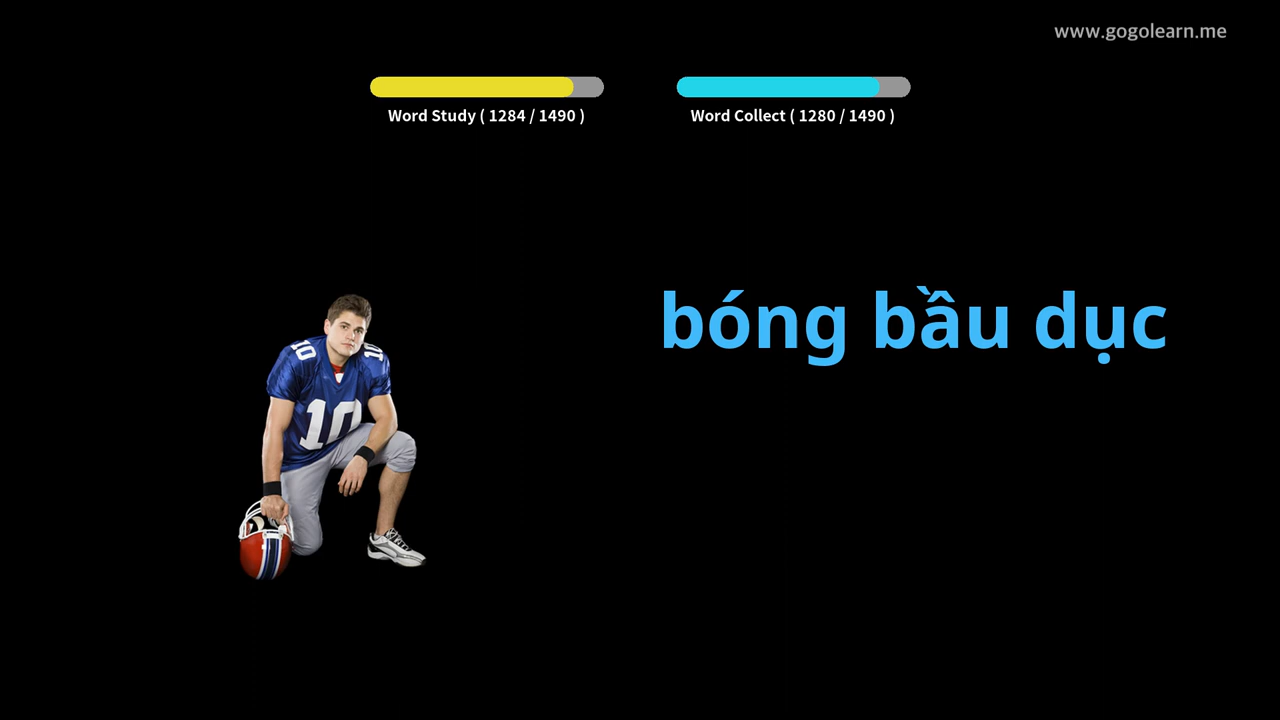 www.gogolearn.me
Word Study ( 1284 / 1490 )
Word Collect ( 1280 / 1490 )
bóng bầu dục
10
10
10